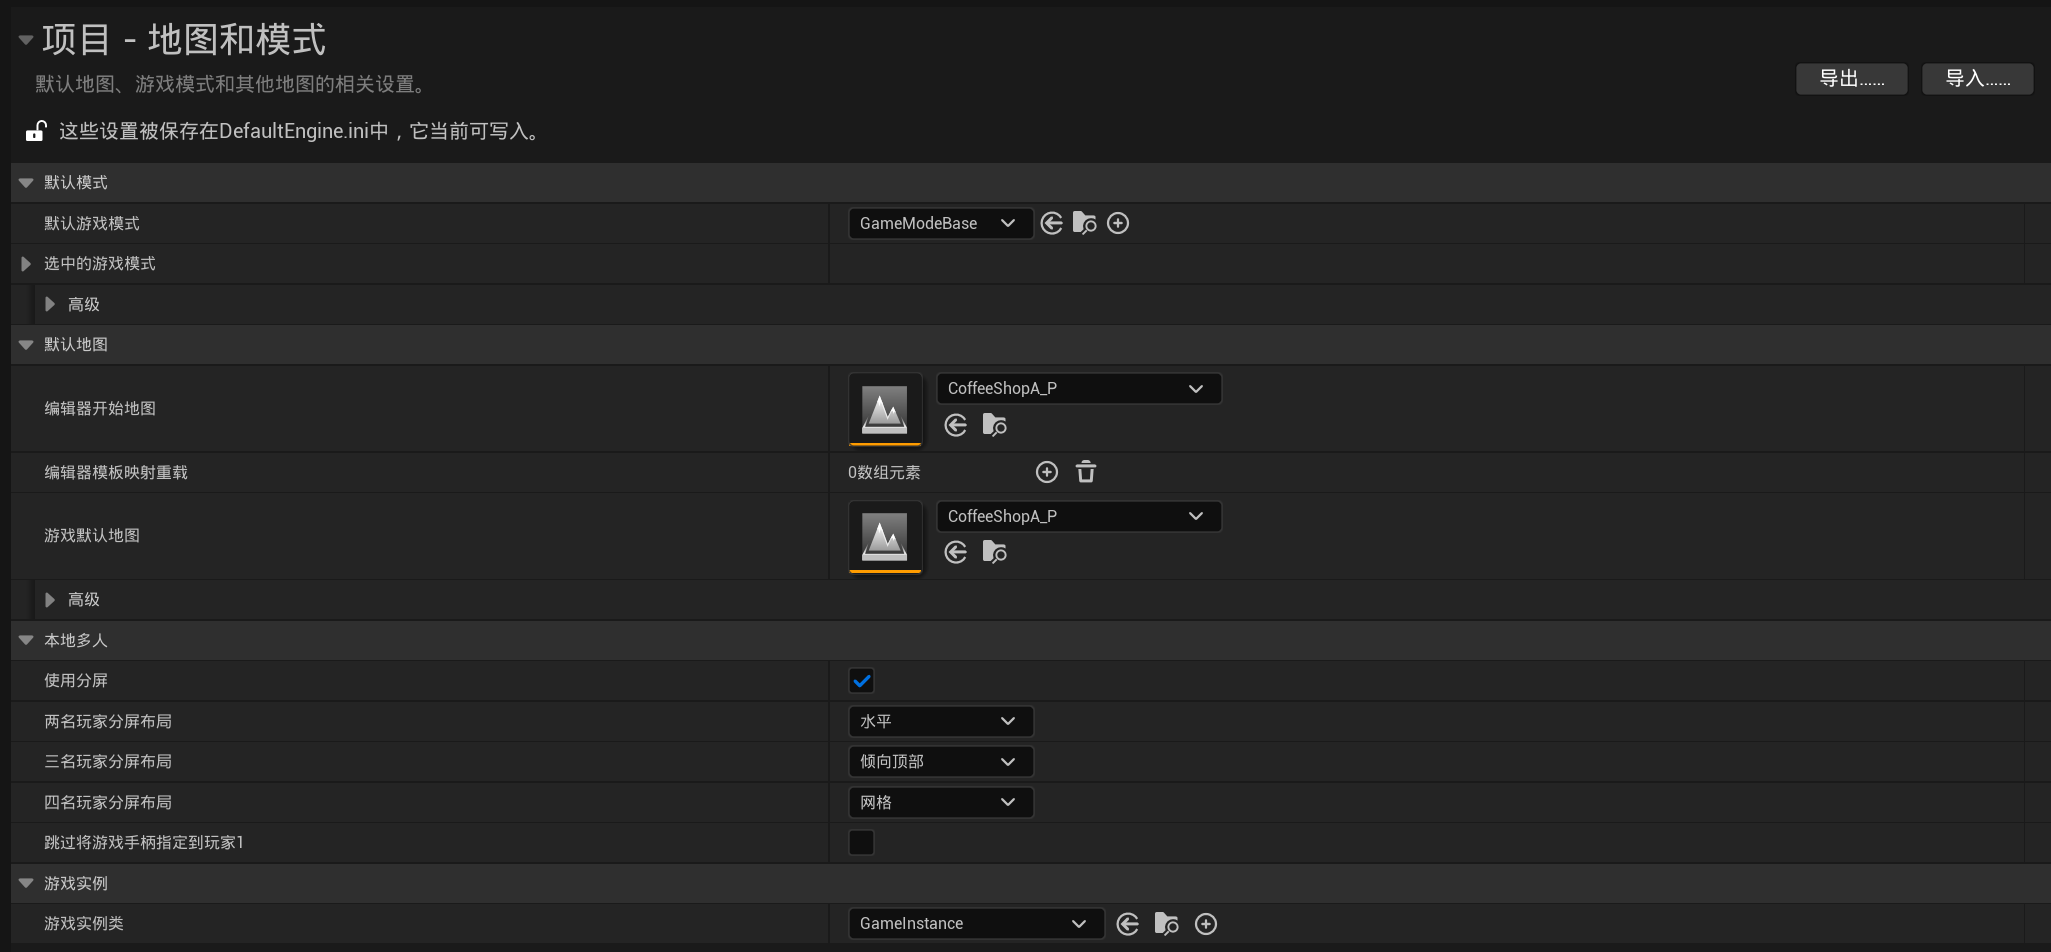 项目 - 地图和模式
默认地图、游戏模式和其他地图的相关设置。
导出......
导入......
这些设置被保存在DefaultEngine.ini中，它当前可写入。
默认模式
默认游戏模式
GameModeBase
选中的游戏模式
高级
默认地图
编辑器开始地图
CoffeeShopA_P
编辑器模板映射重载
0数组元素
游戏默认地图
CoffeeShopA_P
高级
本地多人
使用分屏
两名玩家分屏布局
水平
三名玩家分屏布局
倾向顶部
四名玩家分屏布局
网格
跳过将游戏手柄指定到玩家1
游戏实例
游戏实例类
GameInstance